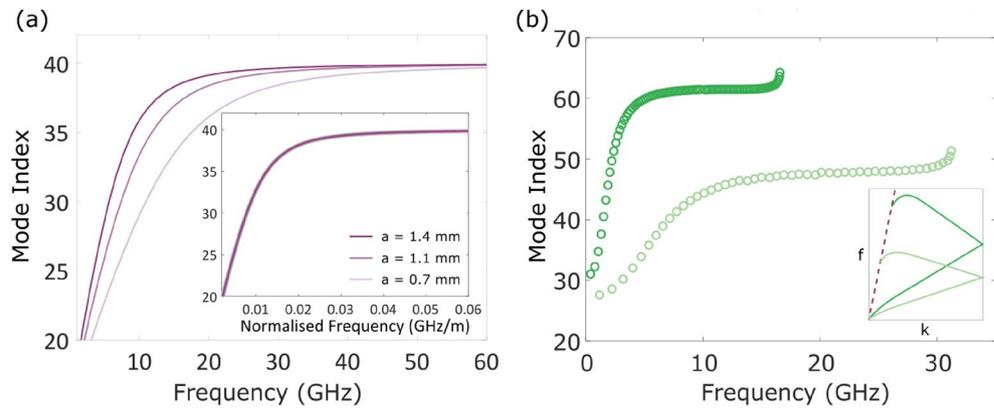 (a)
Mode Index
40
35
30
25
20
10 20 30 40 50 60
Frequency (GHz)
40
35
30
25
20
a = 1.4 mm
a = 1.1 mm
a = 0.7 mm
0.01 0.02 0.03 0.04 0.05 0.06
Normalised Frequency (GHz/m)
(b)
Mode Index
70
60
50
40
30
20
0 10 20 30
Frequency (GHz)
f
k